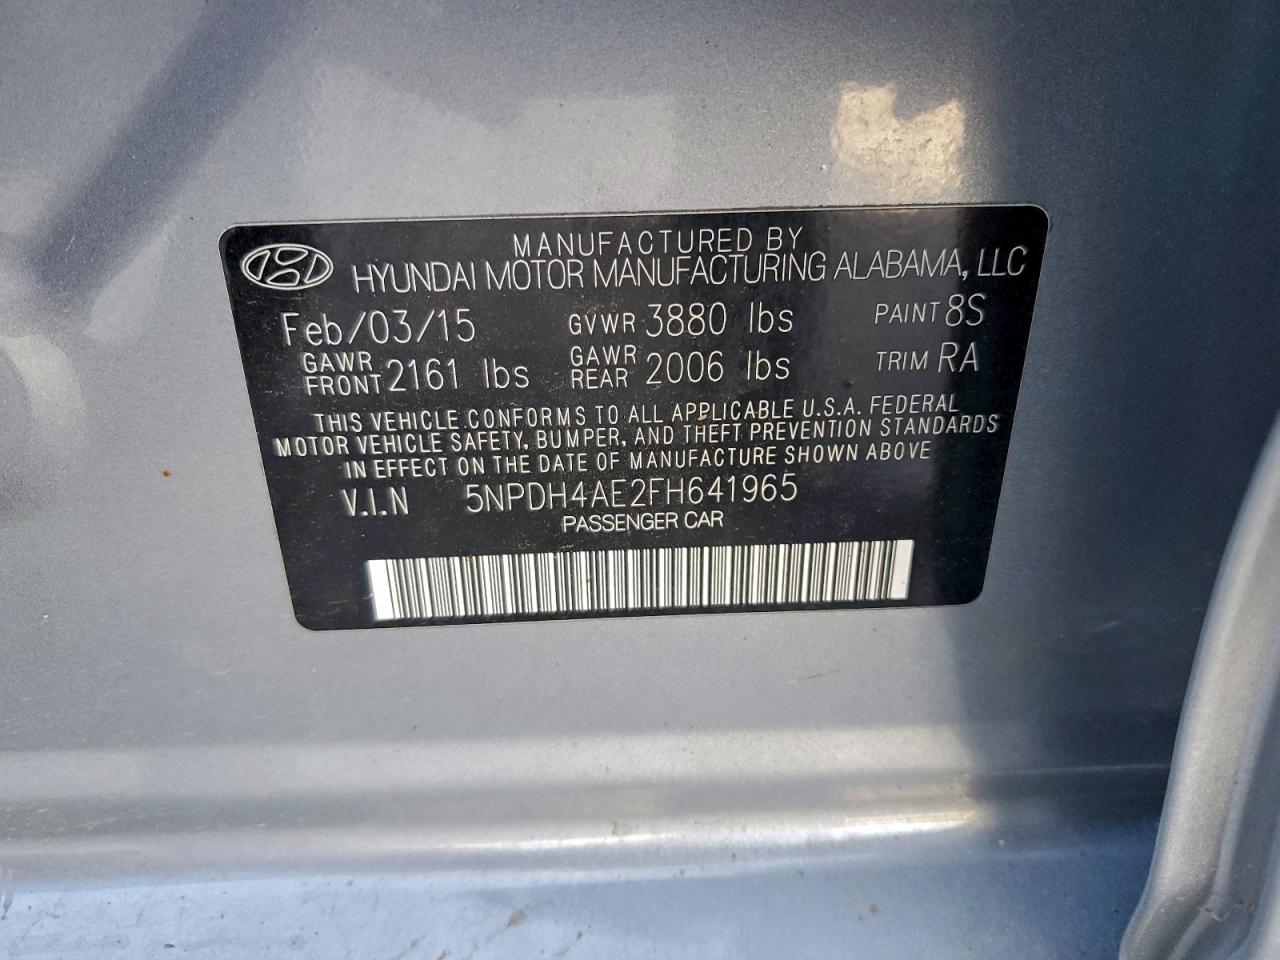 MANUFACTURED BY
HYUNDAI MOTOR MANUFACTURING ALABAMA, LLC
Feb/03/15 GVWR 3880 lbs PAINT 8S
GAWR FRONT 2161 lbs GAWR REAR 2006 lbs TRIM RA
THIS VEHICLE CONFORMS TO ALL APPLICABLE U.S.A. FEDERAL
MOTOR VEHICLE SAFETY, BUMPER, AND THEFT PREVENTION STANDARDS
IN EFFECT ON THE DATE OF MANUFACTURE SHOWN ABOVE
V.I.N 5NPDH4AE2FH641965
PASSENGER CAR